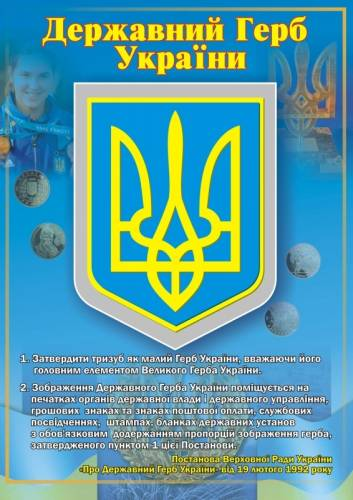 Державний Герб
України
1. Затвердити тризуб як малий Герб України, вважаючи його
головним елементом Великого Герба України.
2. Зображення Державного Герба України поміщується на
печатках органів державної влади і державного управління,
грошових знаках та знаках поштової оплати, службових
посвідченнях, штампах, бланках державних установ
з обов'язковим додержанням пропорцій зображення герба,
затвердженого пунктом 1 цієї Постанови.
Постанова Верховної Ради України
«Про Державний Герб України» від 19 лютого 1992 року